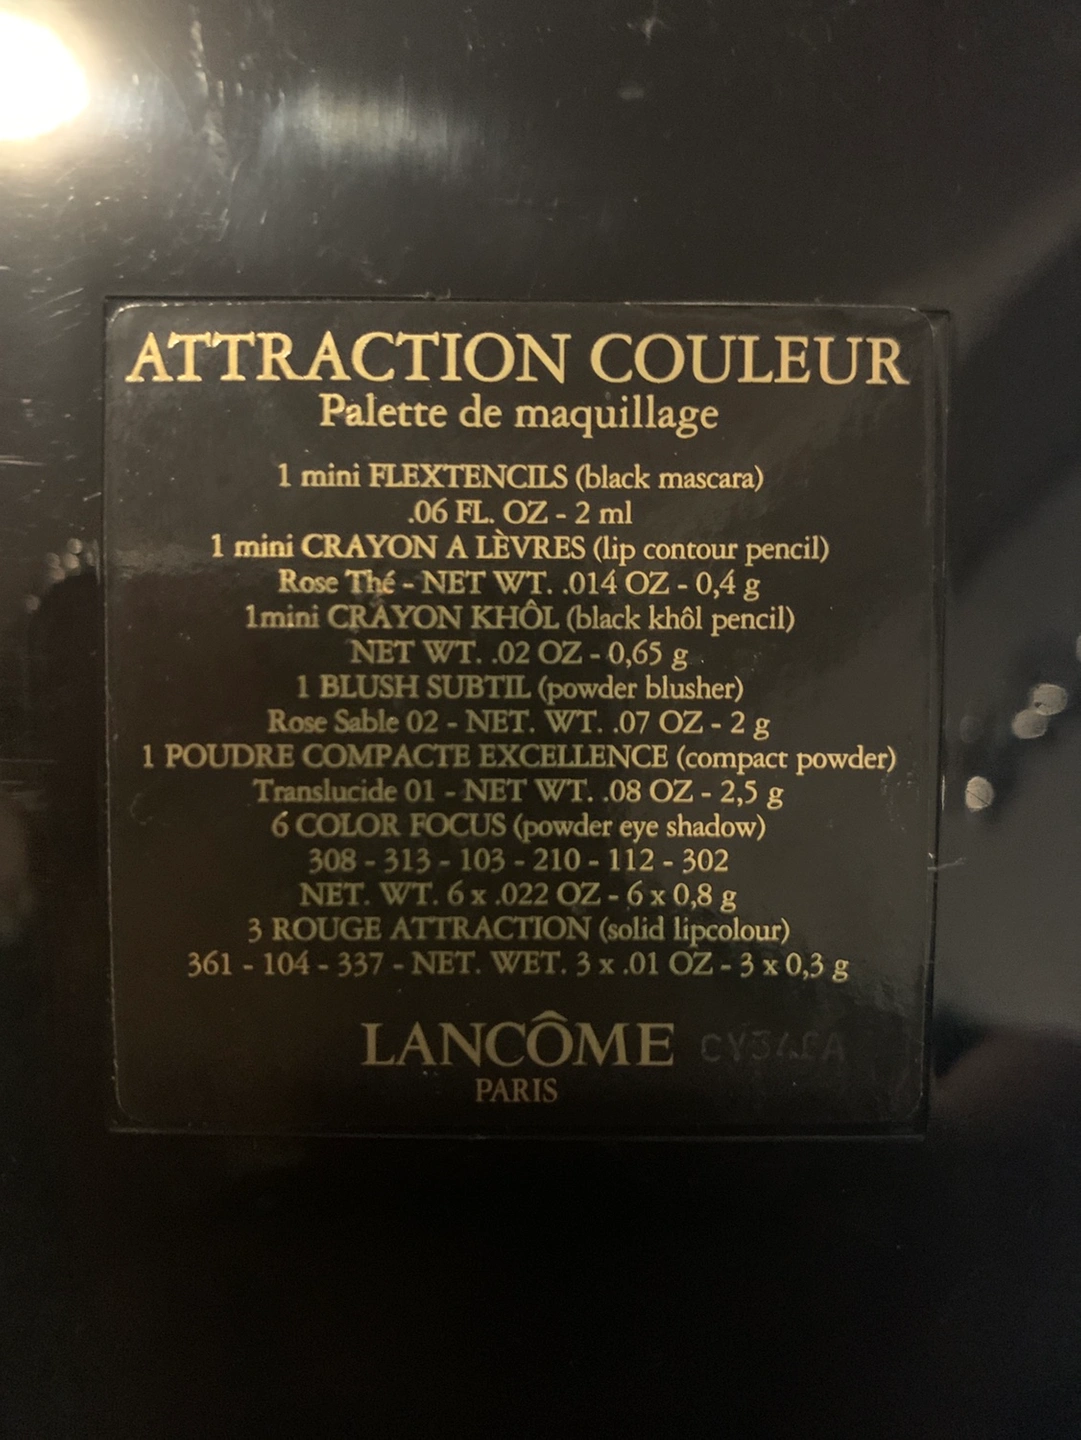 ATTRACTION COULEUR
Palette de maquillage
1 mini FLEXTENCILS (black mascara)
.06 FL. OZ - 2 ml
1 mini CRAYON A LÈVRES (lip contour pencil)
Rose Thé - NET WT. .014 OZ - 0,4 g
1mini CRAYON KHÔL (black khôl pencil)
NET WT. .02 OZ - 0,65 g
1 BLUSH SUBTIL (powder blusher)
Rose Sable 02 - NET. WT. .07 OZ - 2 g
1 POUDRE COMPACTE EXCELLENCE (compact powder)
Translucide 01 - NET WT. .08 OZ - 2,5 g
6 COLOR FOCUS (powder eye shadow)
308 - 313 - 103 - 210 - 112 - 302
NET. WT. 6 x .022 OZ - 6 x 0,8 g
3 ROUGE ATTRACTION (solid lipcolour)
361 - 104 - 337 - NET. WET. 3 x .01 OZ - 3 x 0,3 g
LANCÔME
PARIS